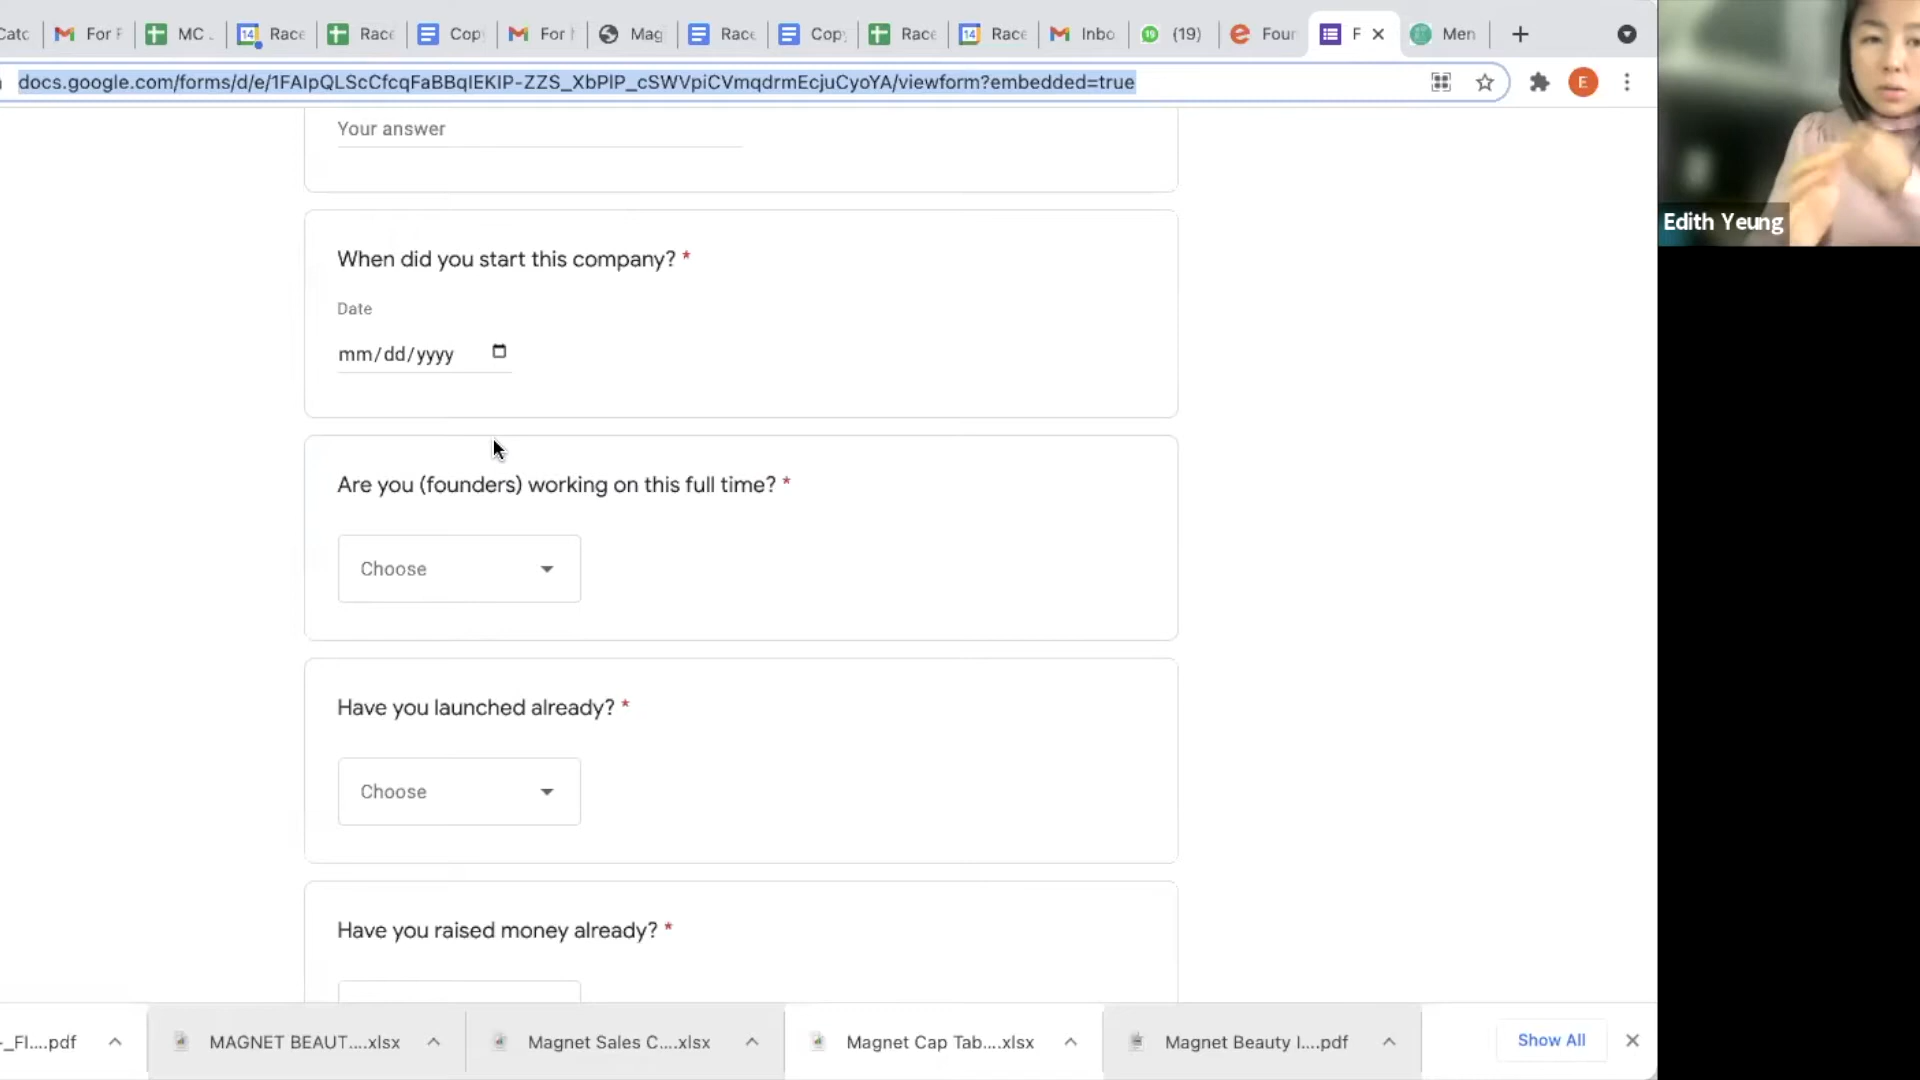 Catc
For F
MC
Race
Race
Cop
For
Mag
Race
Copy
Race
Race
Inbo
(19)
Four
F
Men
docs.google.com/forms/d/e/1FAIpQLScCfcqFaBBqIEKIP-ZZS_XbPlP_cSWVpiCVmqdrmEcjuCyoYA/viewform?embedded=true
E
Edith Yeung
Your answer
When did you start this company? *
Date
mm/dd/yyyy
Are you (founders) working on this full time? *
Choose
Have you launched already? *
Choose
Have you raised money already? *
-_FI....pdf
MAGNET BEAUT....xlsx
Magnet Sales C....xlsx
Magnet Cap Tab....xlsx
Magnet Beauty I....pdf
Show All